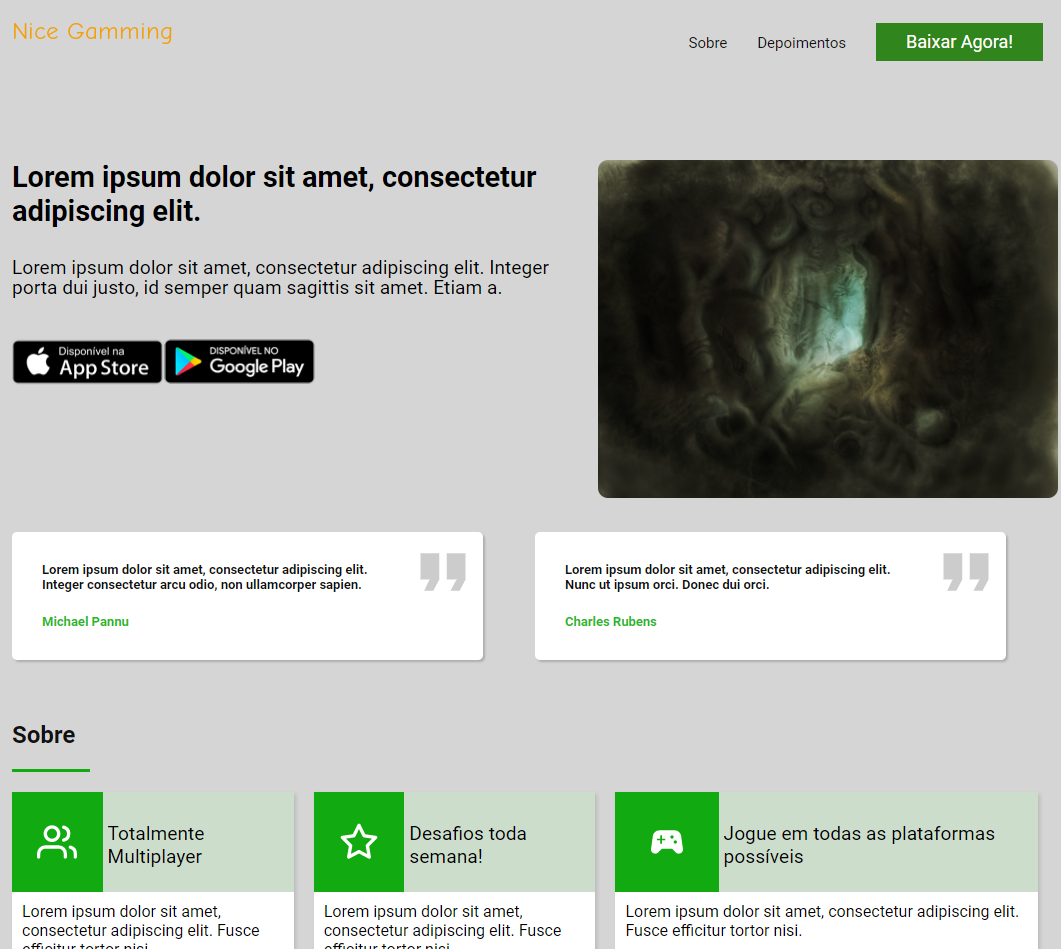 Nice Gamming
Sobre
Depoimentos
Baixar Agora!
Lorem ipsum dolor sit amet, consectetur
adipiscing elit.
Lorem ipsum dolor sit amet, consectetur adipiscing elit. Integer
porta dui justo, id semper quam sagittis sit amet. Etiam a.
Disponível na
App Store
DISPONÍVEL NO
Google Play
Lorem ipsum dolor sit amet, consectetur adipiscing elit.
Integer consectetur arcu odio, non ullamcorper sapien.
Michael Pannu
Lorem ipsum dolor sit amet, consectetur adipiscing elit.
Nunc ut ipsum orci. Donec dui orci.
Charles Rubens
Sobre
Totalmente
Multiplayer
Lorem ipsum dolor sit amet,
consectetur adipiscing elit. Fusce
efficitur tortor nisi.
Desafios toda
semana!
Lorem ipsum dolor sit amet,
consectetur adipiscing elit. Fusce
efficitur tortor nisi.
Jogue em todas as plataformas
possíveis
Lorem ipsum dolor sit amet, consectetur adipiscing elit.
Fusce efficitur tortor nisi.